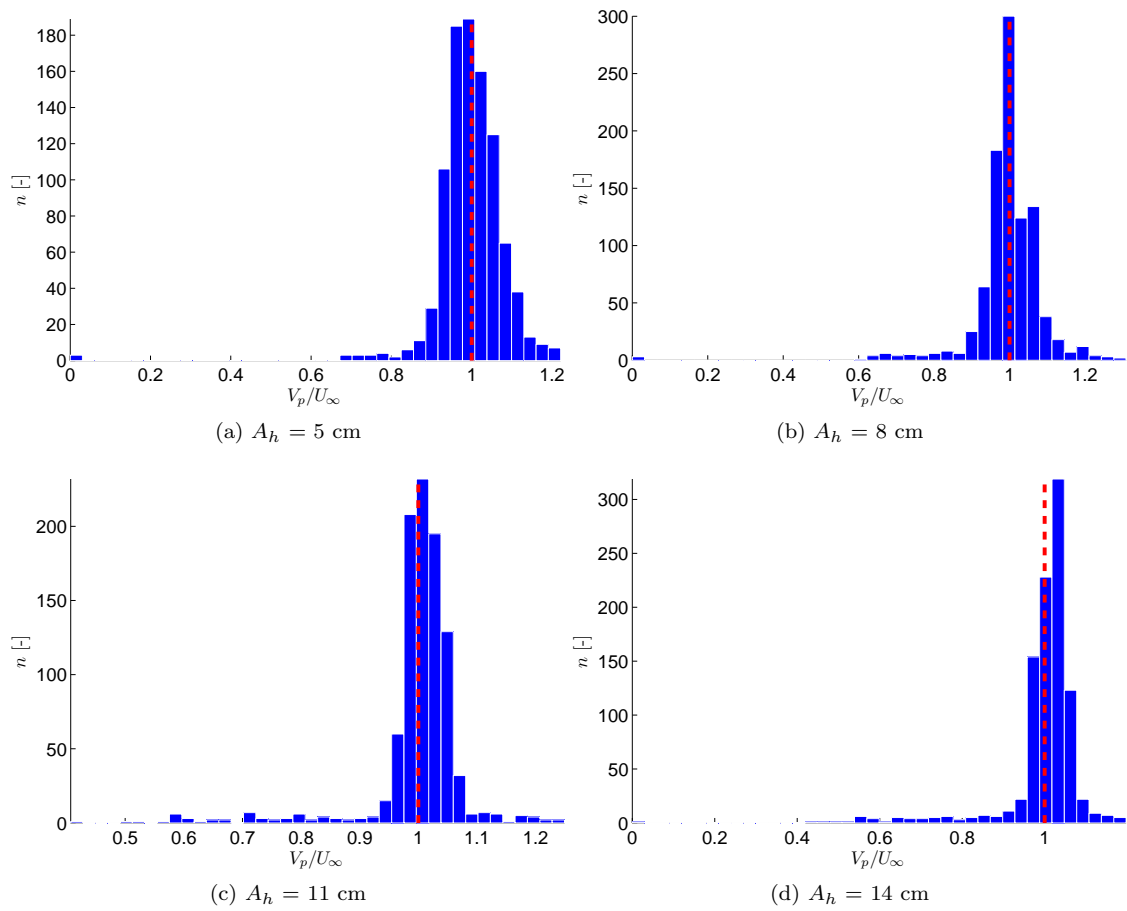 180
160
140
120
100
80
60
40
20
0
n [-]
0 0.2 0.4 0.6 0.8 1 1.2
V_p/U_∞
(a) A_h = 5 cm
300
250
200
150
100
50
0
n [-]
0 0.2 0.4 0.6 0.8 1 1.2
V_p/U_∞
(b) A_h = 8 cm
200
150
100
50
0
n [-]
0.5 0.6 0.7 0.8 0.9 1 1.1 1.2
V_p/U_∞
(c) A_h = 11 cm
300
250
200
150
100
50
0
n [-]
0 0.2 0.4 0.6 0.8 1
V_p/U_∞
(d) A_h = 14 cm